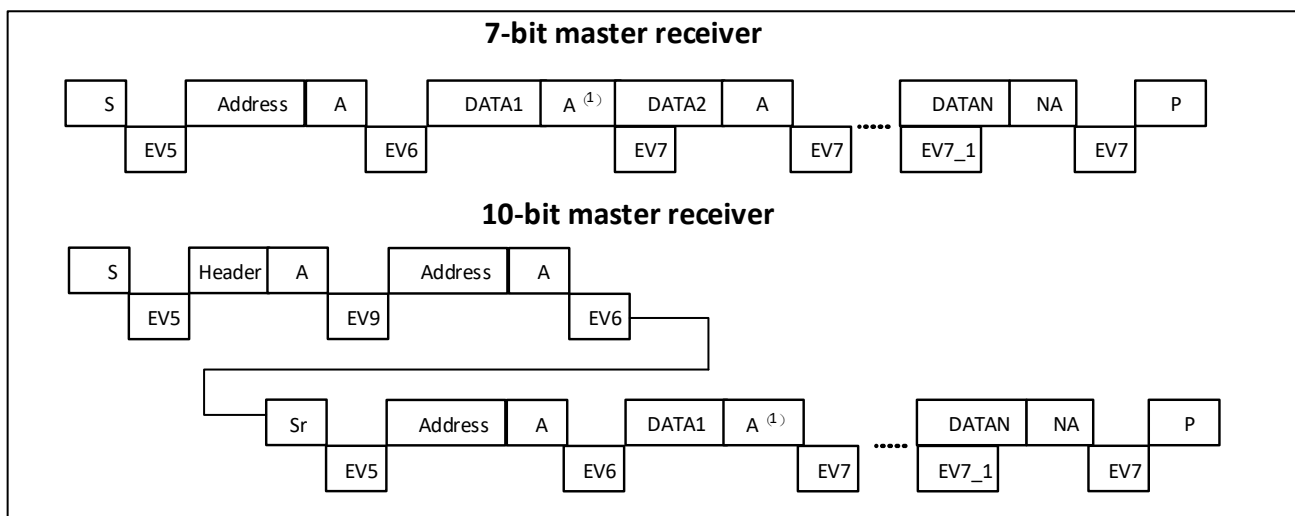 7-bit master receiver
S Address A DATA1 A (1) DATA2 A ..... DATAN NA P
EV5 EV6 EV7 EV7 EV7_1 EV7
10-bit master receiver
S Header A Address A
EV5 EV9 EV6
Sr Address A DATA1 A (1) ..... DATAN NA P
EV5 EV6 EV7 EV7_1 EV7